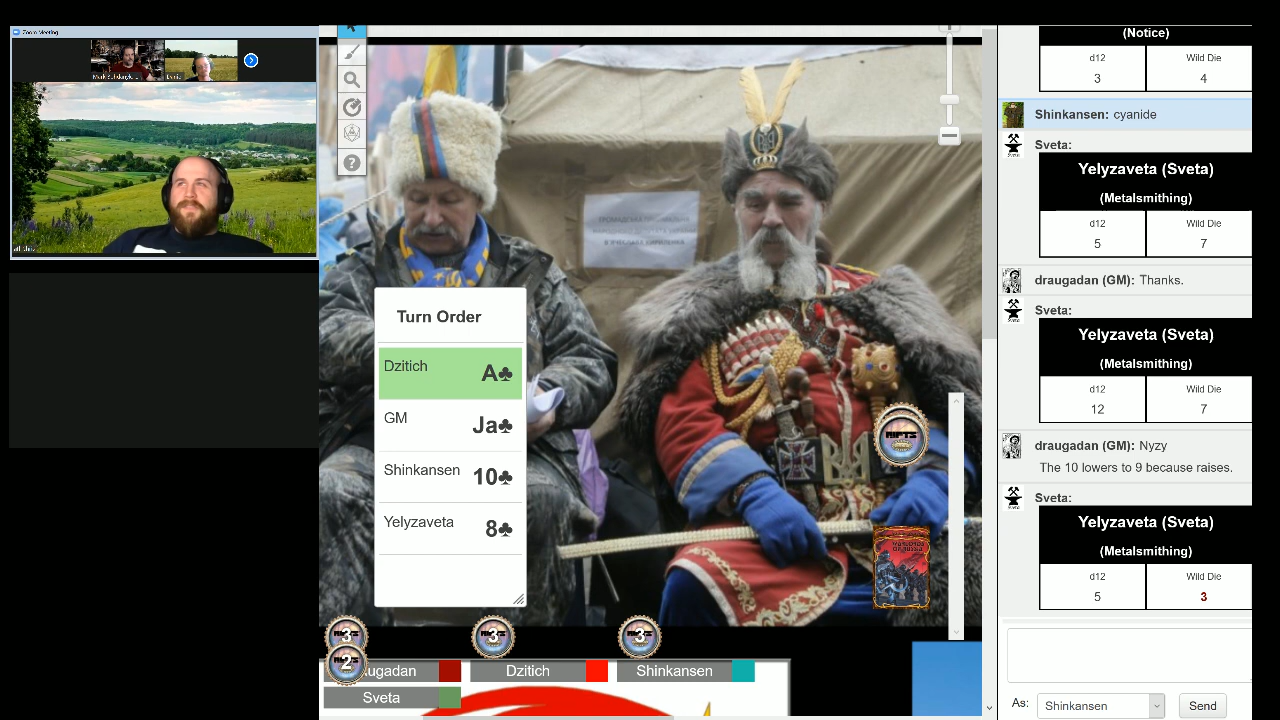 Zoom Meeting
Turn Order
Dzitich
A♣
GM
Ja♣
Shinkansen
10♣
Yelyzaveta
8♣
3
2
3
3
Dzitich
Shinkansen
Sveta
(Notice)
d12
Wild Die
3
4
Shinkansen: cyanide
Sveta:
Yelyzaveta (Sveta)
(Metalsmithing)
d12
Wild Die
3
7
draugadan (GM): Thanks.
Sveta:
Yelyzaveta (Sveta)
(Metalsmithing)
d12
Wild Die
12
7
draugadan (GM): Nyzy
The 10 lowers to 9 because raises.
Sveta:
Yelyzaveta (Sveta)
(Metalsmithing)
d12
Wild Die
5
3
As:
Shinkansen
Send